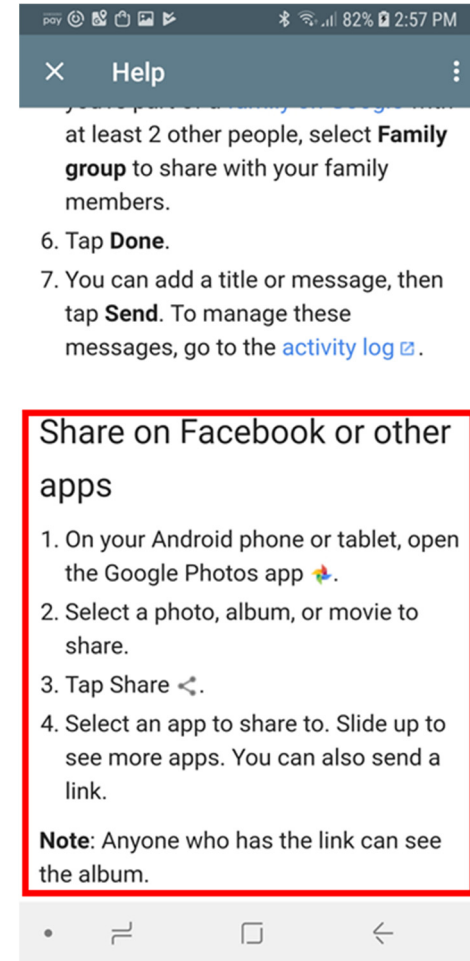 pay 82% 2:57 PM
Help
at least 2 other people, select Family
group to share with your family
members.
6. Tap Done.
7. You can add a title or message, then
tap Send. To manage these
messages, go to the activity log.
Share on Facebook or other
apps
1. On your Android phone or tablet, open
the Google Photos app.
2. Select a photo, album, or movie to
share.
3. Tap Share.
4. Select an app to share to. Slide up to
see more apps. You can also send a
link.
Note: Anyone who has the link can see
the album.